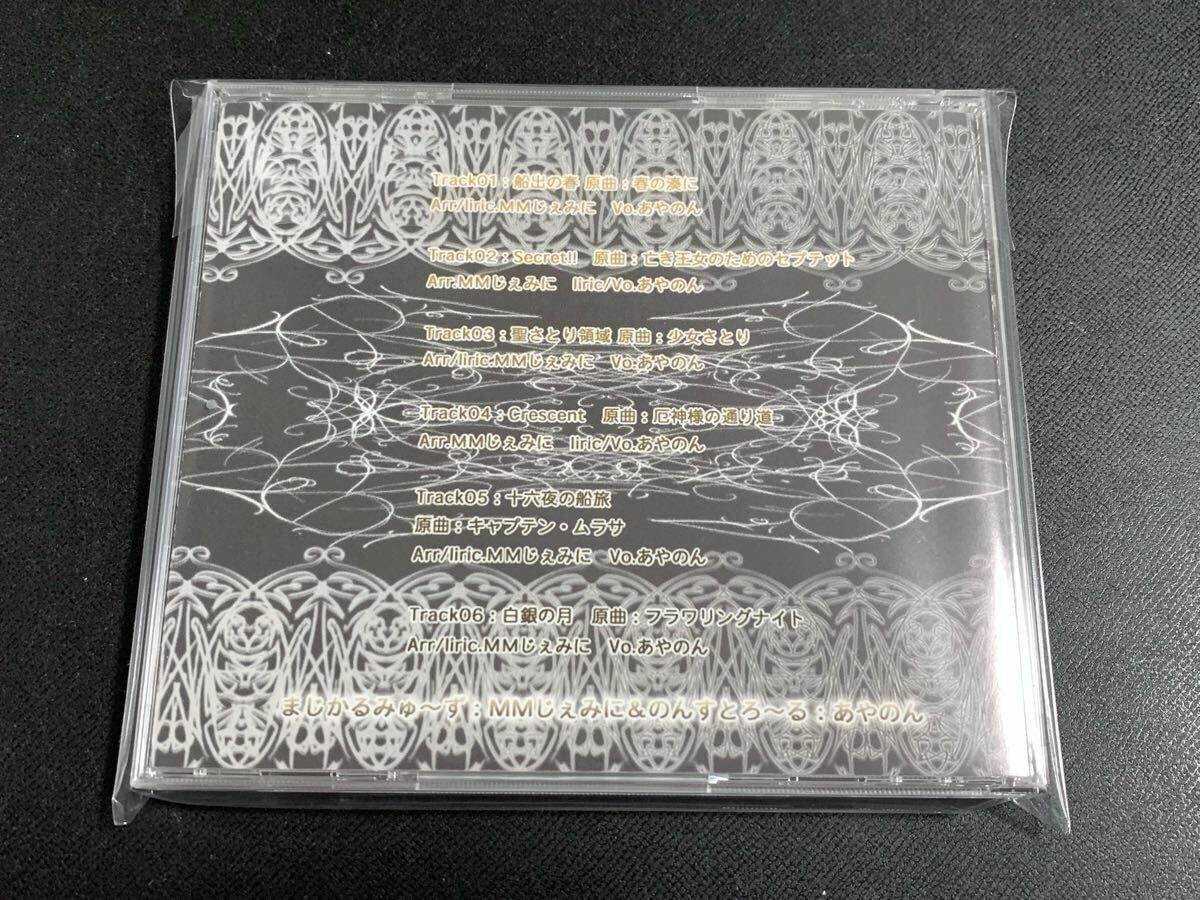 Track01：船出の春 原曲：春の湊に
Arr/liric.MMじぇみに　Vo.あやのん
Track02：Secret!!　原曲：亡き王女のためのセプテット
Arr.MMじぇみに　liric/Vo.あやのん
Track03：聖さとり領域 原曲：少女さとり
Arr/liric.MMじぇみに　Vo.あやのん
Track04：Crescent　原曲：厄神様の通り道
Arr.MMじぇみに　liric/Vo.あやのん
Track05：十六夜の船旅
原曲：キャプテン・ムラサ
Arr/liric.MMじぇみに　Vo.あやのん
Track06：白銀の月　原曲：フラワリングナイト
Arr/liric.MMじぇみに　Vo.あやのん
まじかるみゅ～ず：MMじぇみに&のんすとろ～る：あやのん